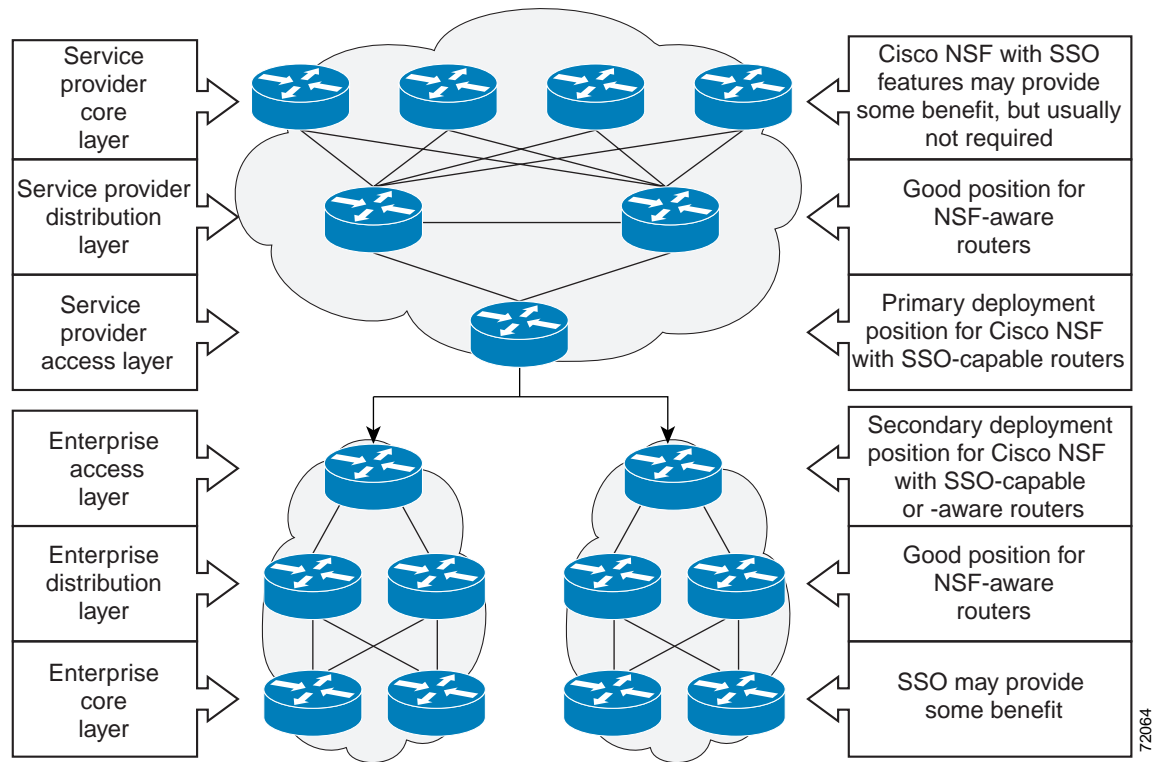 Service
provider
core
layer
Cisco NSF with SSO
features may provide
some benefit, but usually
not required
Service provider
distribution
layer
Good position for
NSF-aware
routers
Service
provider
access layer
Primary deployment
position for Cisco NSF
with SSO-capable routers
Enterprise
access
layer
Secondary deployment
position for Cisco NSF
with SSO-capable
or -aware routers
Enterprise
distribution
layer
Good position for
NSF-aware
routers
Enterprise
core
layer
SSO may provide
some benefit
72064